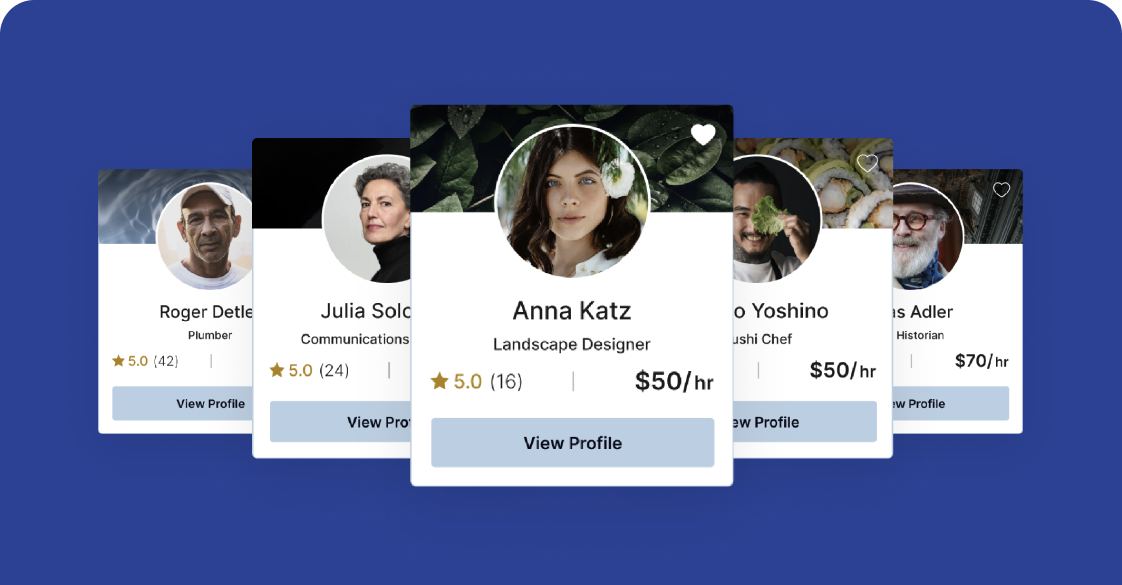 Roger Detle
Plumber
5.0 (42)
View Profile
Julia Solo
Communications
5.0 (24)
View Prof
Anna Katz
Landscape Designer
5.0 (16) | $50/hr
View Profile
o Yoshino
ushi Chef
| $50/hr
ew Profile
as Adler
Historian
| $70/hr
ew Profile